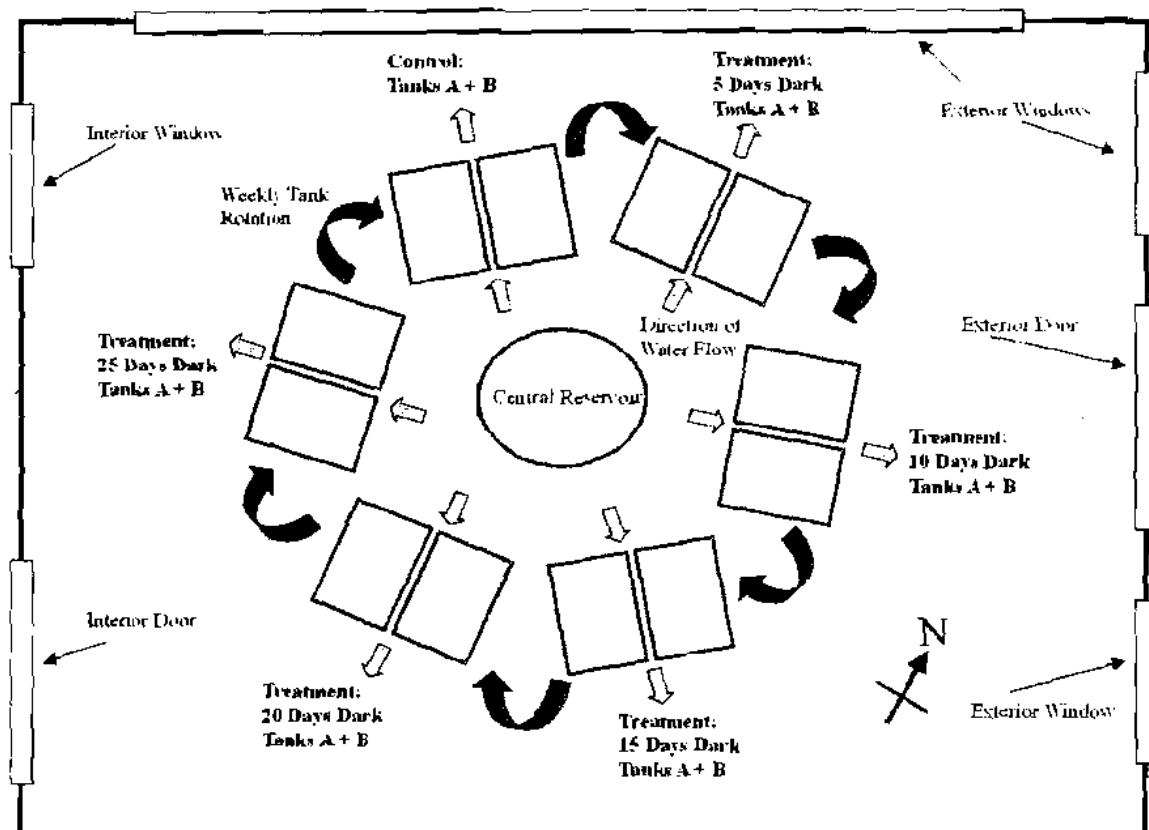 Control:
Tanks A + B
Treatment:
5 Days Dark
Tanks A + B
Interior Window
Exterior Windows
Weekly Tank
Rotation
Treatment:
25 Days Dark
Tanks A + B
Direction of
Water Flow
Exterior Door
Central Reservour
Treatment:
10 Days Dark
Tanks A + B
Interior Door
N
Treatment:
20 Days Dark
Tanks A + B
Treatment:
15 Days Dark
Tanks A + B
Exterior Window